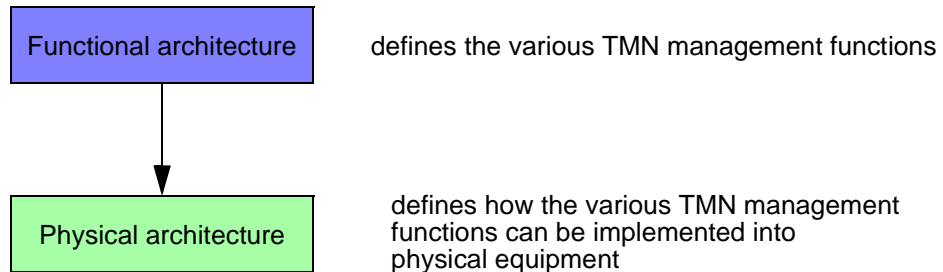 Functional architecture
defines the various TMN management functions
Physical architecture
defines how the various TMN management
functions can be implemented into
physical equipment